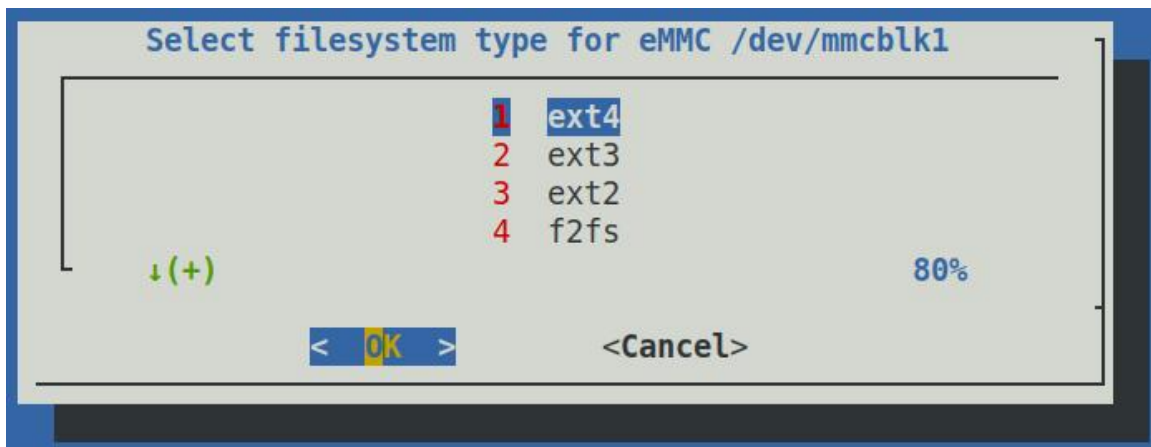 Select filesystem type for eMMC /dev/mmcblk1
1 ext4
2 ext3
3 ext2
4 f2fs
↓(+) 80%
< OK > <Cancel>